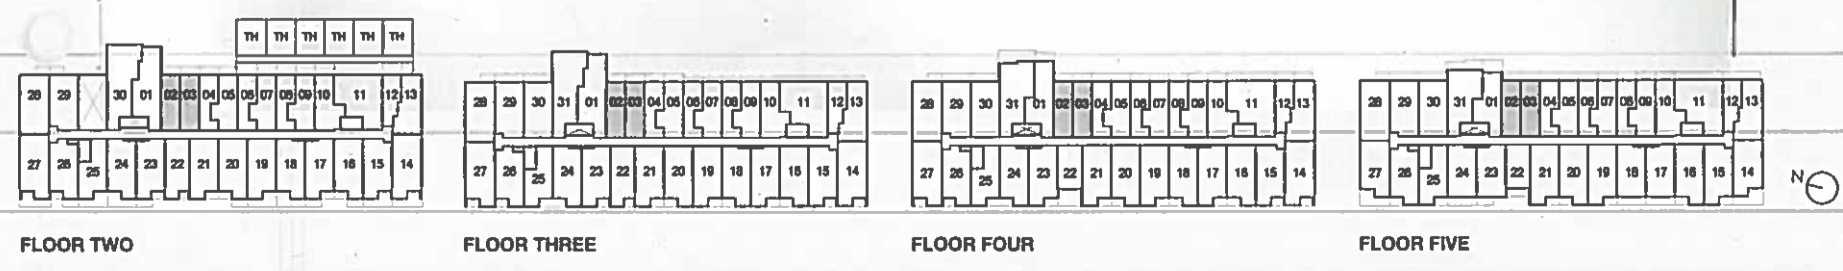 TH TH TH TH TH TH
28 29 30 01 02 03 04 05 06 07 08 09 10 11 12 13
27 26 25 24 23 22 21 20 19 18 17 16 15 14
FLOOR TWO
28 29 30 31 01 02 03 04 05 06 07 08 09 10 11 12 13
27 26 25 24 23 22 21 20 19 18 17 16 15 14
FLOOR THREE
28 29 30 31 01 02 03 04 05 06 07 08 09 10 11 12 13
27 26 25 24 23 22 21 20 19 18 17 16 15 14
FLOOR FOUR
28 29 30 31 01 02 03 04 05 06 07 08 09 10 11 12 13
27 26 25 24 23 22 21 20 19 18 17 16 15 14
FLOOR FIVE
N